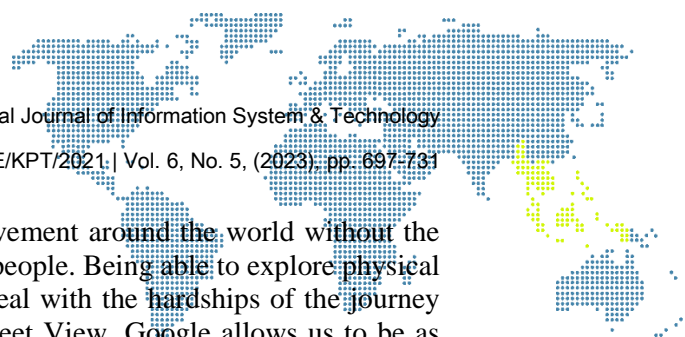 al Journal of Information System & Technology
E/KPT/2021 | Vol. 6, No. 5, (2023), pp. 697-731
vement around the world without the
people. Being able to explore physical
eal with the hardships of the journey
eet View, Google allows us to be as